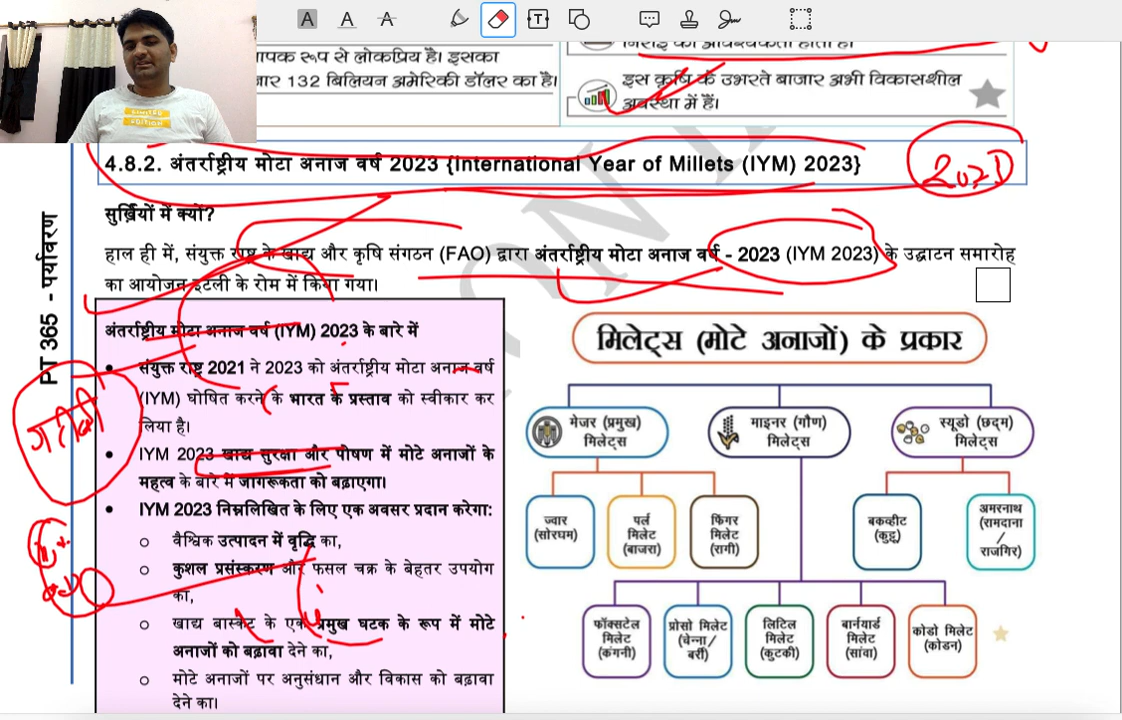 A A A T
LIMITED
EDITION
व्यापक रूप से लोकप्रिय है। इसका
बाजार 132 बिलियन अमेरिकी डॉलर का है।
इस कृषि के उभरते बाजार अभी विकासशील
अवस्था में हैं।
4.8.2. अंतर्राष्ट्रीय मोटा अनाज वर्ष 2023 {International Year of Millets (IYM) 2023}
2023
सुर्ख़ियों में क्यों?
हाल ही में, संयुक्त राष्ट्र के खाद्य और कृषि संगठन (FAO) द्वारा अंतर्राष्ट्रीय मोटा अनाज वर्ष - 2023 (IYM 2023) के उद्घाटन समारोह
का आयोजन इटली के रोम में किया गया।
PT 365 - पर्यावरण
अंतर्राष्ट्रीय मोटा अनाज वर्ष (IYM) 2023 के बारे में
• संयुक्त राष्ट्र 2021 ने 2023 को अंतर्राष्ट्रीय मोटा अनाज वर्ष
(IYM) घोषित करने के भारत के प्रस्ताव को स्वीकार कर
लिया है।
• IYM 2023 खाद्य सुरक्षा और पोषण में मोटे अनाजों के
महत्व के बारे में जागरूकता को बढ़ाएगा।
• IYM 2023 निम्नलिखित के लिए एक अवसर प्रदान करेगा:
o वैश्विक उत्पादन में वृद्धि का,
o कुशल प्रसंस्करण और फसल चक्र के बेहतर उपयोग
का,
o खाद्य बास्केट के एक प्रमुख घटक के रूप में मोटे
अनाजों को बढ़ावा देने का,
o मोटे अनाजों पर अनुसंधान और विकास को बढ़ावा
देने का।
गरीबी
मिलेट्स (मोटे अनाजों) के प्रकार
मेजर (प्रमुख)
मिलेट्स
माइनर (गौण)
मिलेट्स
स्यूडो (छद्म)
मिलेट्स
ज्वार
(सोरघम)
पर्ल
मिलेट
(बाजरा)
फिंगर
मिलेट
(रागी)
बकव्हीट
(कुट्टू)
अमरनाथ
(रामदाना
/
राजगिर)
फॉक्सटेल
मिलेट
(कंगनी)
प्रोसो मिलेट
(चेन्ना/
बर्री)
लिटिल
मिलेट
(कुटकी)
बार्नयार्ड
मिलेट
(सांवा)
कोडो मिलेट
(कोडन)